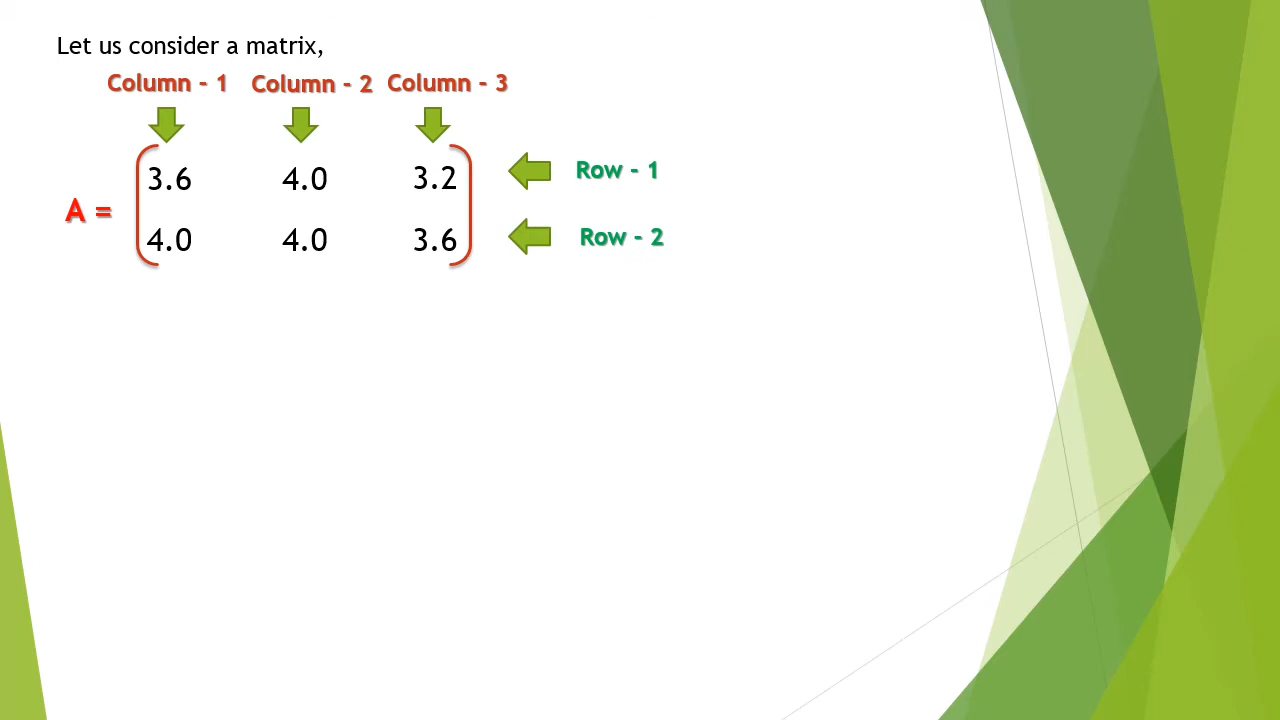 Let us consider a matrix,
Column - 1 Column - 2 Column - 3
3.6 4.0 3.2 Row - 1
A =
4.0 4.0 3.6 Row - 2